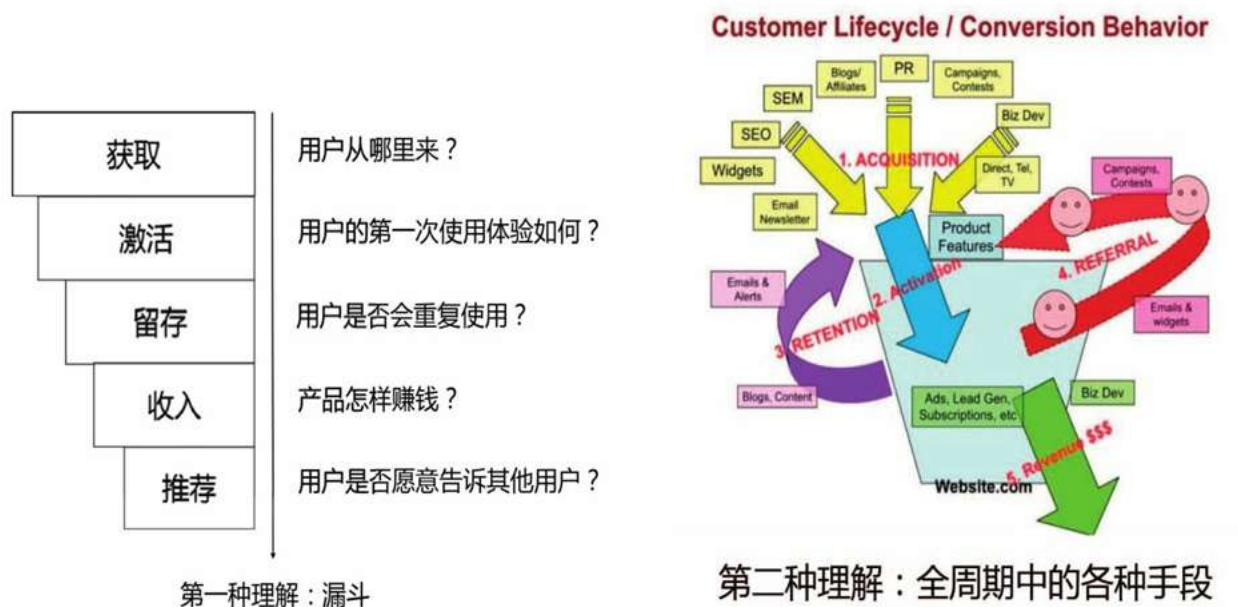 获取
用户从哪里来？
激活
用户的第一次使用体验如何？
留存
用户是否会重复使用？
收入
产品怎样赚钱？
推荐
用户是否愿意告诉其他用户？
第一种理解：漏斗
Customer Lifecycle / Conversion Behavior
PR
Blogs/
Affiliates
Campaigns,
Contests
SEM
Biz Dev
SEO
1. ACQUISITION
Widgets
Direct, Tel,
TV
Campaigns,
Contests
Email
Newsletter
Product
Features
4. REFERRAL
2. Activation
Emails &
Alerts
3. RETENTION
Emails &
widgets
Blogs, Content
Ads, Lead Gen,
Subscriptions, etc
Biz Dev
5. Revenue $$$
Website.com
第二种理解：全周期中的各种手段